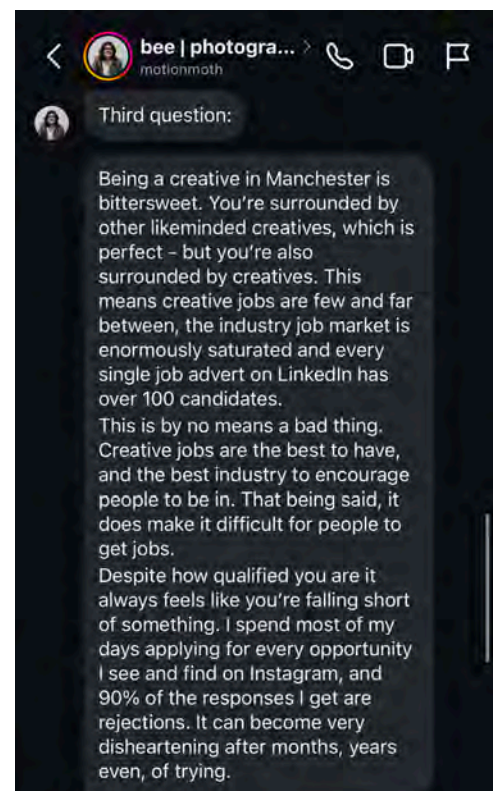 bee | photogra...
motionmoth
Third question:
Being a creative in Manchester is
bittersweet. You're surrounded by
other likeminded creatives, which is
perfect – but you're also
surrounded by creatives. This
means creative jobs are few and far
between, the industry job market is
enormously saturated and every
single job advert on LinkedIn has
over 100 candidates.
This is by no means a bad thing.
Creative jobs are the best to have,
and the best industry to encourage
people to be in. That being said, it
does make it difficult for people to
get jobs.
Despite how qualified you are it
always feels like you're falling short
of something. I spend most of my
days applying for every opportunity
I see and find on Instagram, and
90% of the responses I get are
rejections. It can become very
disheartening after months, years
even, of trying.